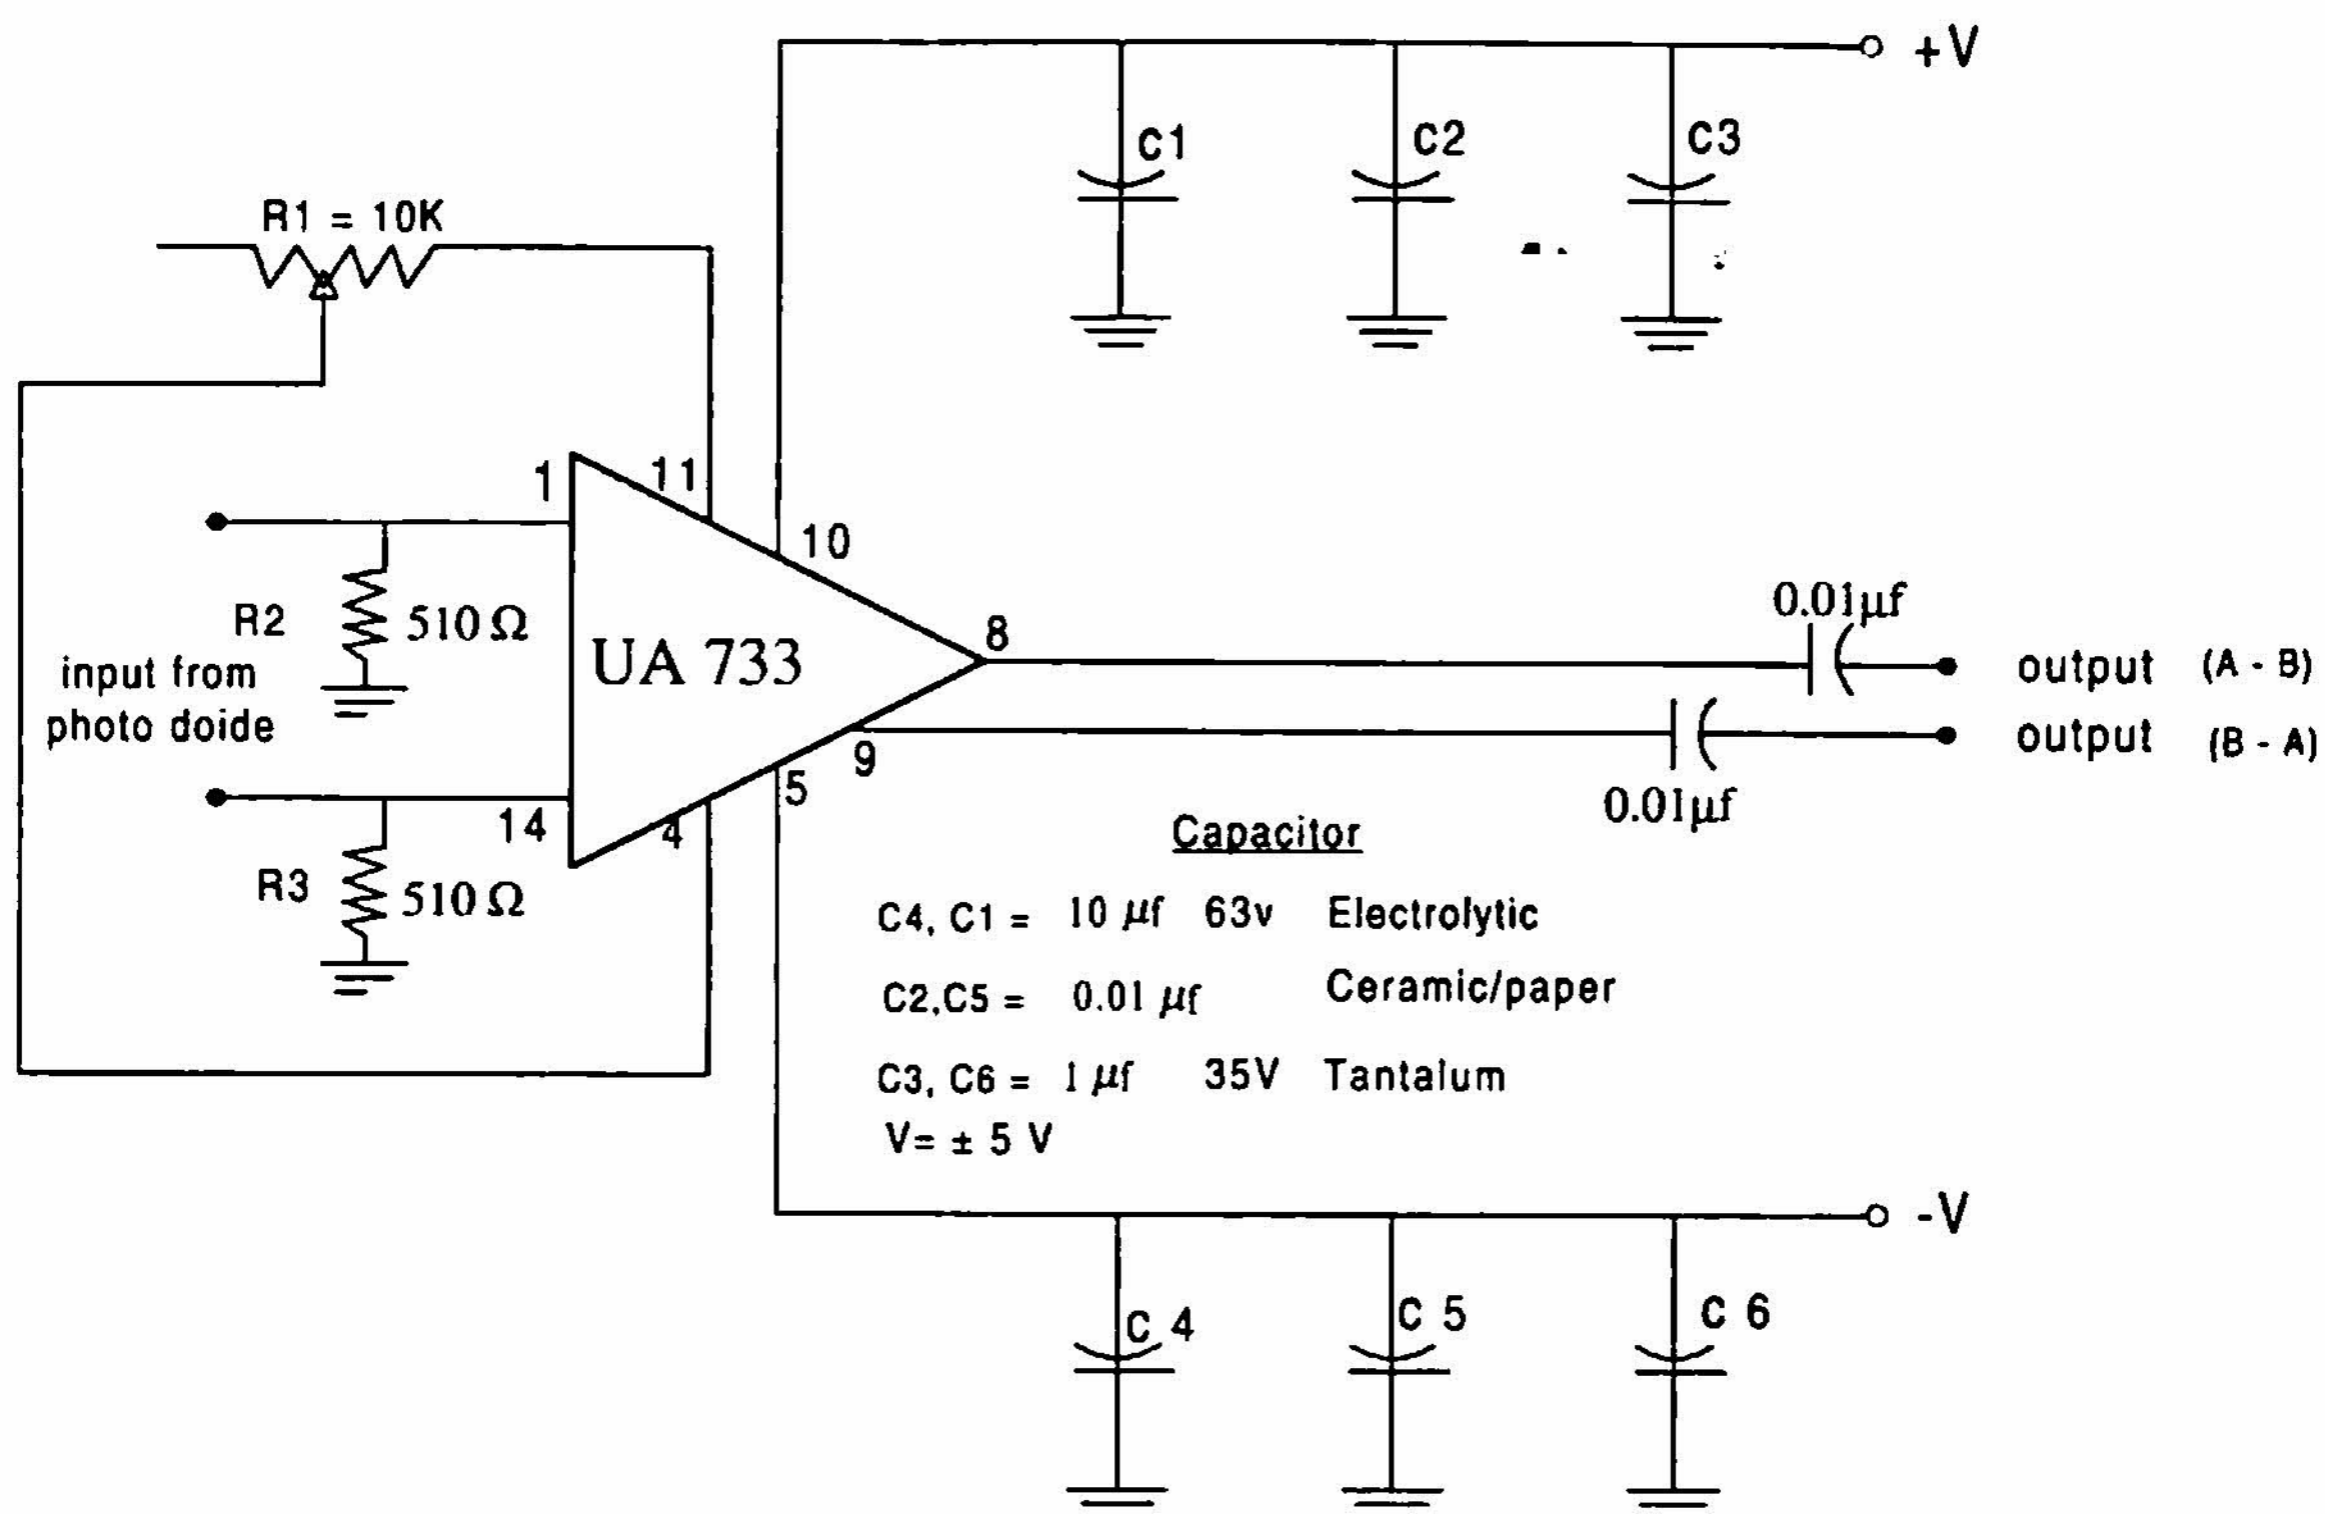 +V
C1
C2
C3
R1 = 10K
1
11
10
R2
510 Ω
UA 733
8
0.01µf
output (A - B)
input from
photo doide
9
output (B - A)
5
14
4
0.01µf
R3
510 Ω
Capacitor
C4, C1 = 10 µf 63v Electrolytic
C2,C5 = 0.01 µf Ceramic/paper
C3, C6 = 1 µf 35V Tantalum
V= ± 5 V
-V
C 4
C 5
C 6